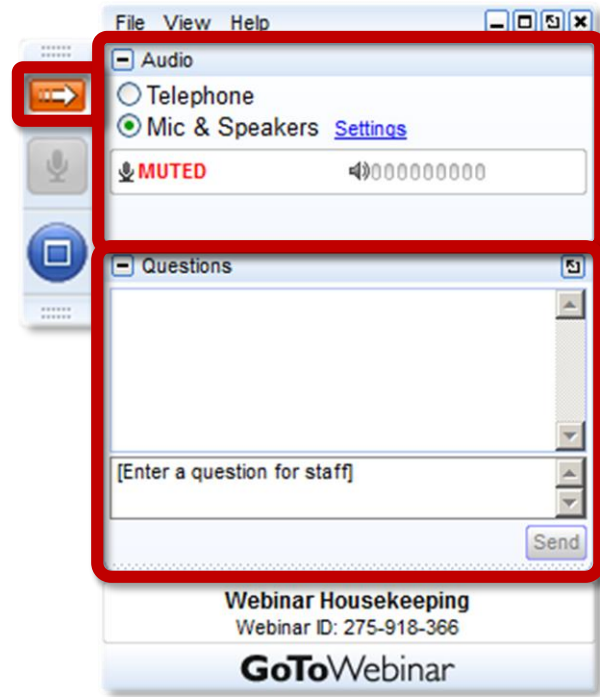 File View Help
Audio
Telephone
Mic & Speakers Settings
MUTED 000000000
Questions
[Enter a question for staff]
Send
Webinar Housekeeping
Webinar ID: 275-918-366
GoToWebinar